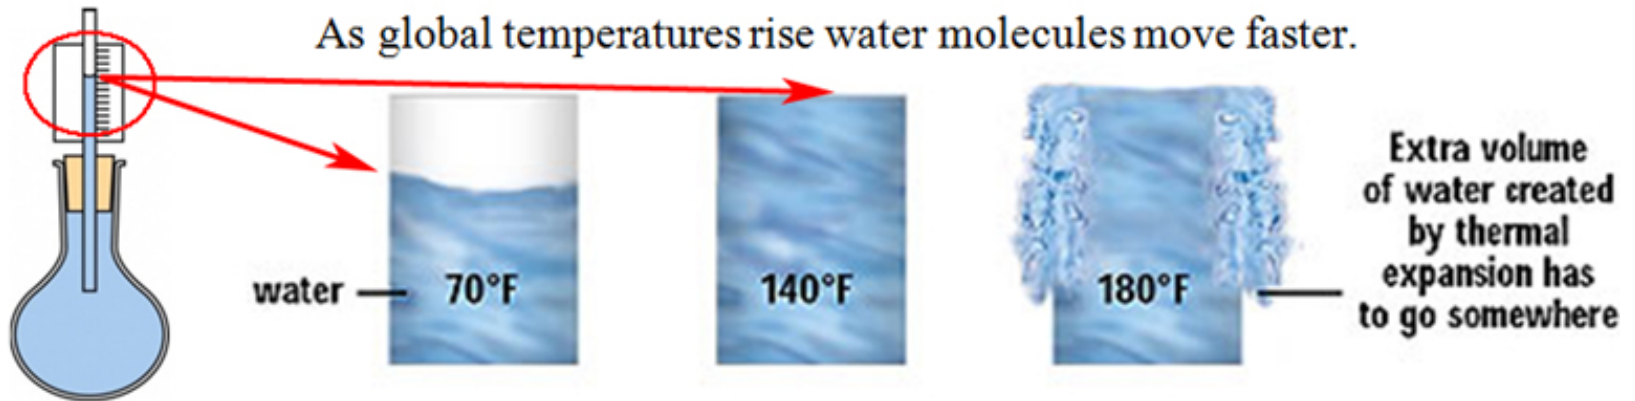 As global temperatures rise water molecules move faster.
water
70°F
140°F
180°F
Extra volume
of water created
by thermal
expansion has
to go somewhere